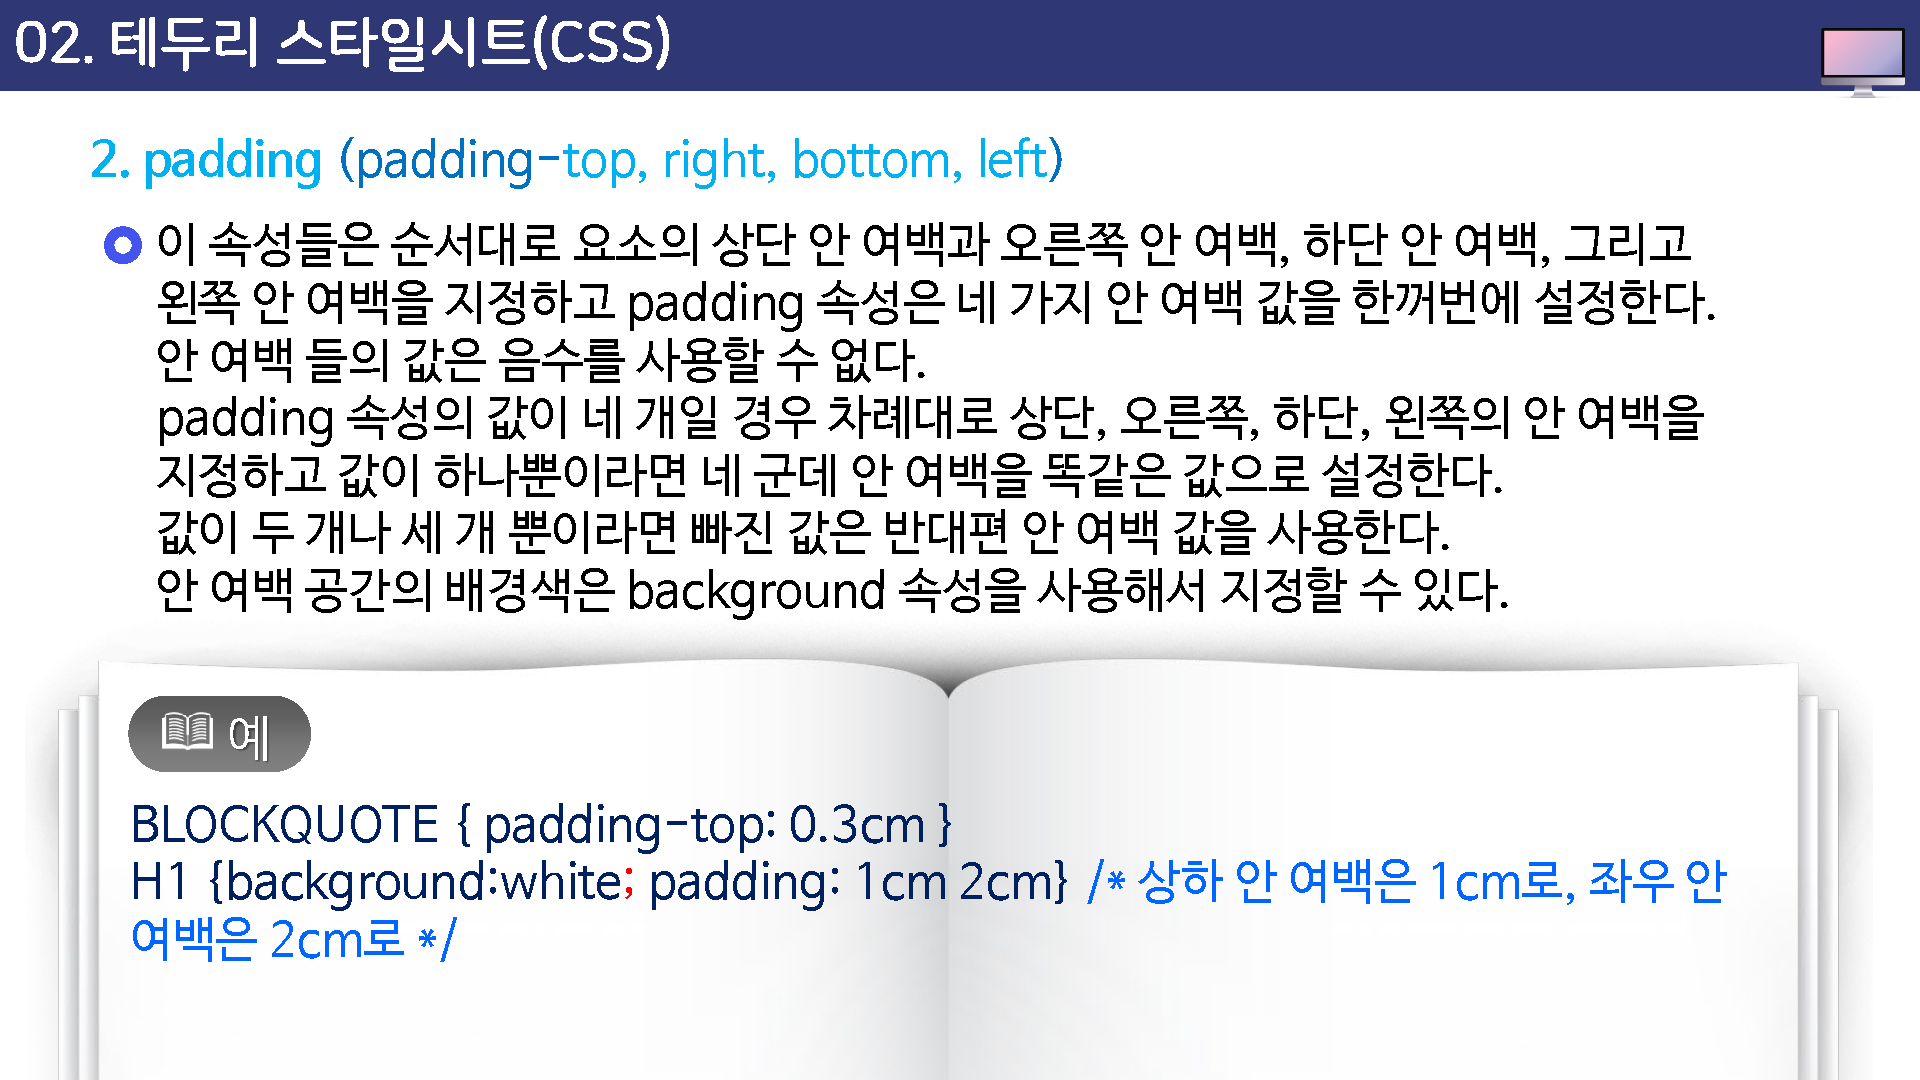 02. 테두리 스타일시트(CSS)
2. padding (padding-top, right, bottom, left)
이 속성들은 순서대로 요소의 상단 안 여백과 오른쪽 안 여백, 하단 안 여백, 그리고
왼쪽 안 여백을 지정하고 padding 속성은 네 가지 안 여백 값을 한꺼번에 설정한다.
안 여백 들의 값은 음수를 사용할 수 없다.
padding 속성의 값이 네 개일 경우 차례대로 상단, 오른쪽, 하단, 왼쪽의 안 여백을
지정하고 값이 하나뿐이라면 네 군데 안 여백을 똑같은 값으로 설정한다.
값이 두 개나 세 개 뿐이라면 빠진 값은 반대편 안 여백 값을 사용한다.
안 여백 공간의 배경색은 background 속성을 사용해서 지정할 수 있다.
예
BLOCKQUOTE { padding-top: 0.3cm }
H1 {background:white; padding: 1cm 2cm} /* 상하 안 여백은 1cm로, 좌우 안
여백은 2cm로 */